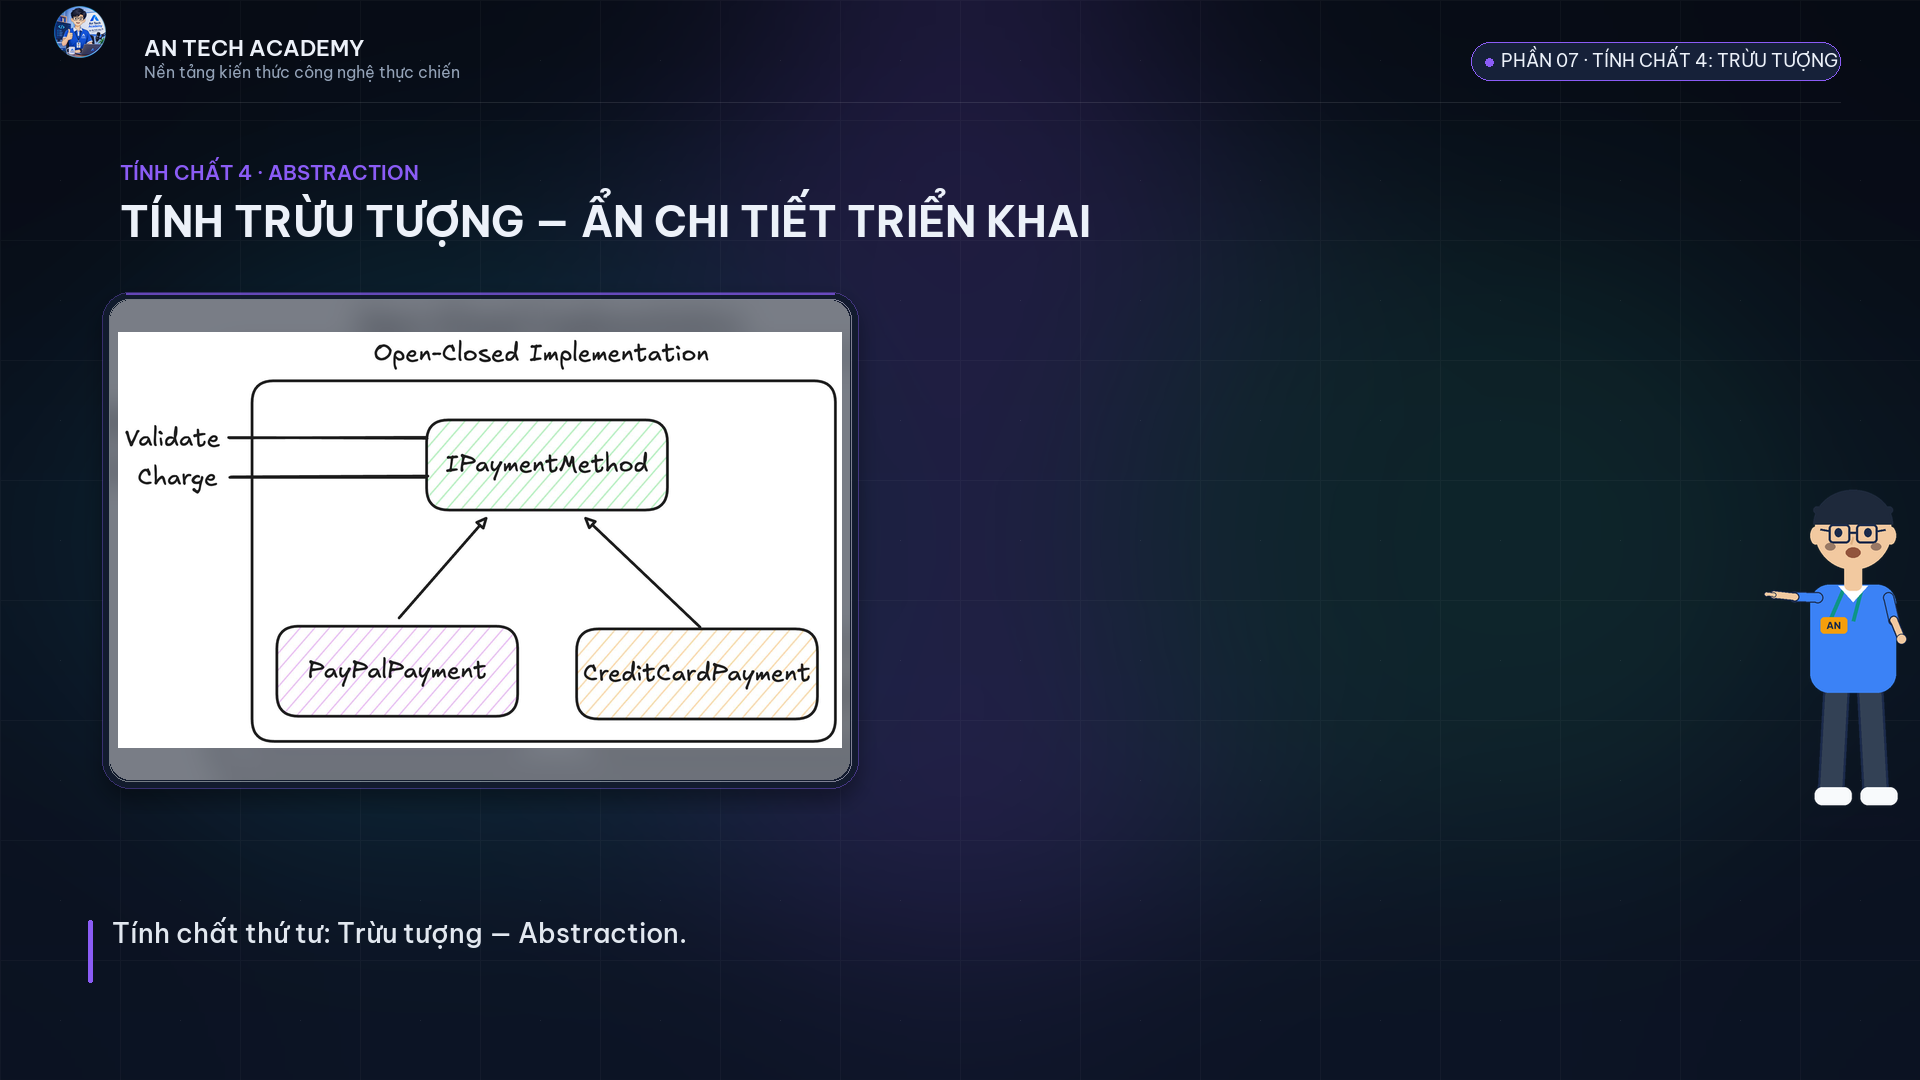 AN TECH ACADEMY
Nền tảng kiến thức công nghệ thực chiến
PHẦN 07 · TÍNH CHẤT 4: TRỪU TƯỢNG
TÍNH CHẤT 4 · ABSTRACTION
TÍNH TRỪU TƯỢNG — ẨN CHI TIẾT TRIỂN KHAI
Open-Closed Implementation
Validate
Charge
IPaymentMethod
PayPalPayment
CreditCardPayment
AN
Tính chất thứ tư: Trừu tượng — Abstraction.